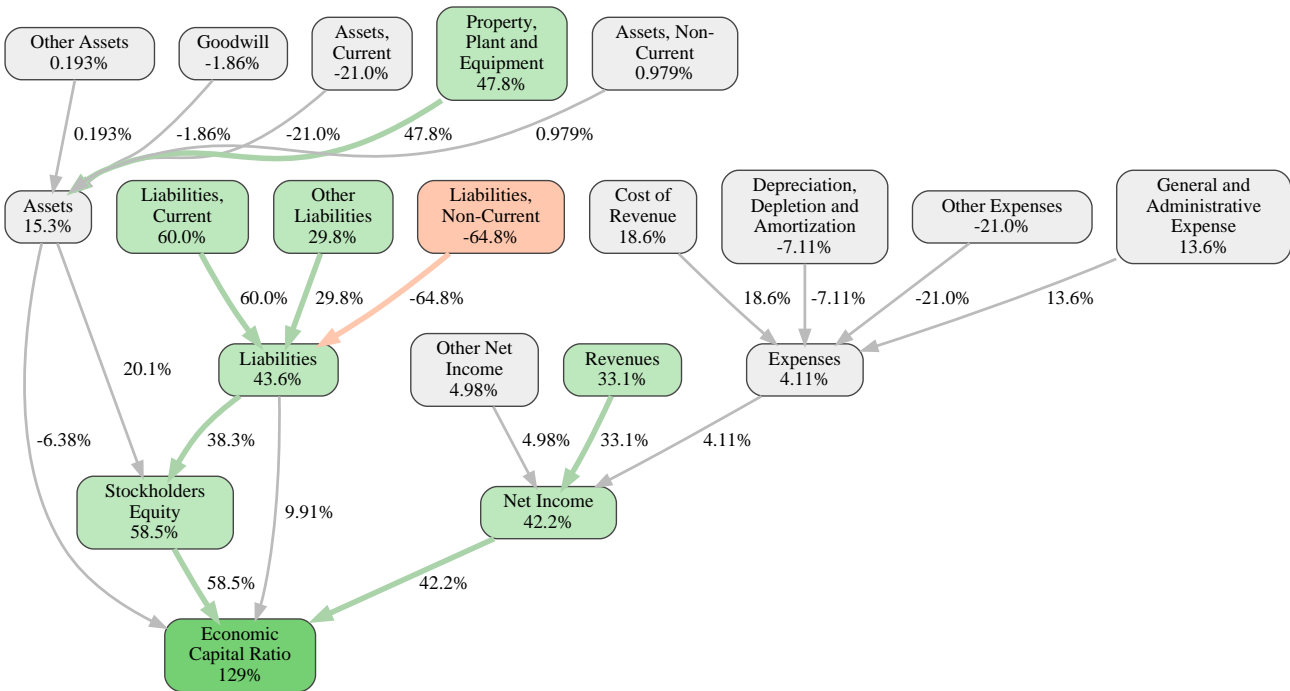 Other Assets
0.193%
Goodwill
-1.86%
Assets,
Current
-21.0%
Property,
Plant and
Equipment
47.8%
Assets, Non-
Current
0.979%
0.193%
-1.86%
-21.0%
47.8%
0.979%
Assets
15.3%
Liabilities,
Current
60.0%
Other
Liabilities
29.8%
Liabilities,
Non-Current
-64.8%
Cost of
Revenue
18.6%
Depreciation,
Depletion and
Amortization
-7.11%
Other Expenses
-21.0%
General and
Administrative
Expense
13.6%
60.0%
29.8%
-64.8%
18.6%
-7.11%
-21.0%
13.6%
20.1%
Liabilities
43.6%
Other Net
Income
4.98%
Revenues
33.1%
Expenses
4.11%
-6.38%
38.3%
4.98%
33.1%
4.11%
Stockholders
Equity
58.5%
9.91%
Net Income
42.2%
58.5%
42.2%
Economic
Capital Ratio
129%